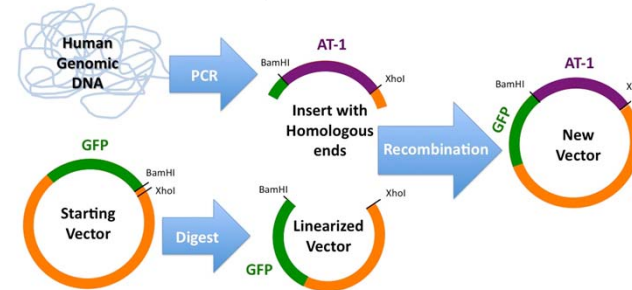 Human
Genomic
DNA
PCR
AT-1
BamHI
XhoI
Insert with
Homologous
ends
GFP
BamHI
XhoI
Starting
Vector
Digest
BamHI
XhoI
Linearized
Vector
GFP
Recombination
AT-1
BamHI
X
GFP
New
Vector